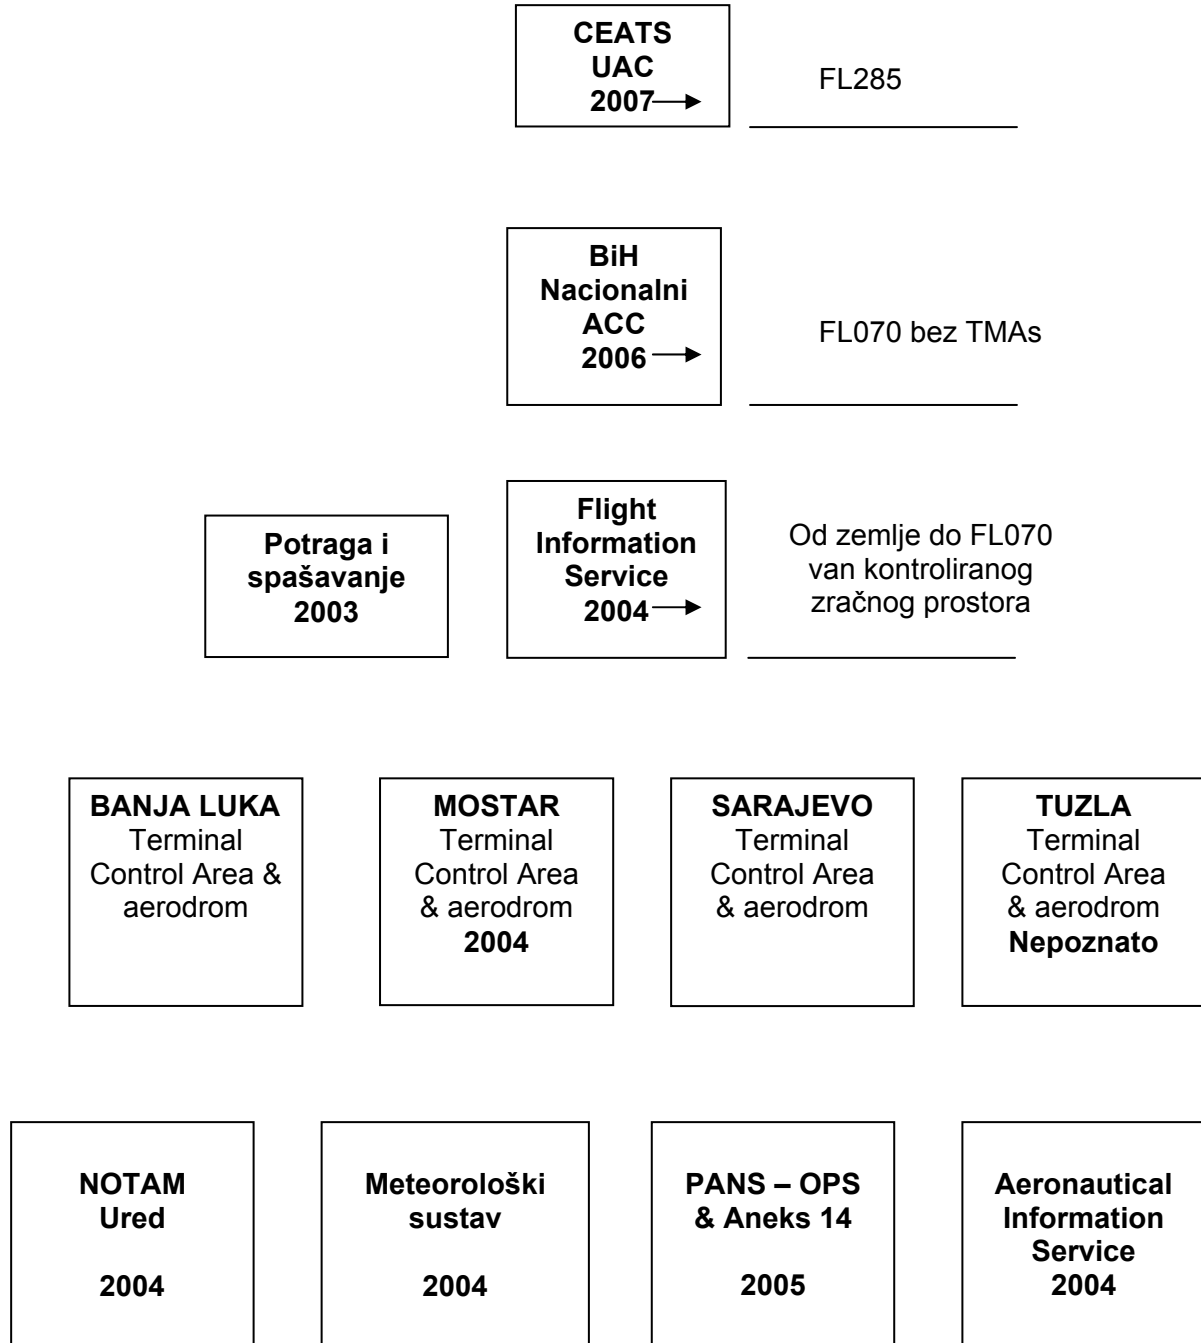 CEATS
UAC
2007
FL285
BiH
Nacionalni
ACC
2006
FL070 bez TMAs
Potraga i
spašavanje
2003
Flight
Information
Service
2004
Od zemlje do FL070
van kontroliranog
zračnog prostora
BANJA LUKA
Terminal
Control Area &
aerodrom
MOSTAR
Terminal
Control Area
& aerodrom
2004
SARAJEVO
Terminal
Control Area
& aerodrom
TUZLA
Terminal
Control Area
& aerodrom
Nepoznato
NOTAM
Ured
2004
Meteorološki
sustav
2004
PANS – OPS
& Aneks 14
2005
Aeronautical
Information
Service
2004